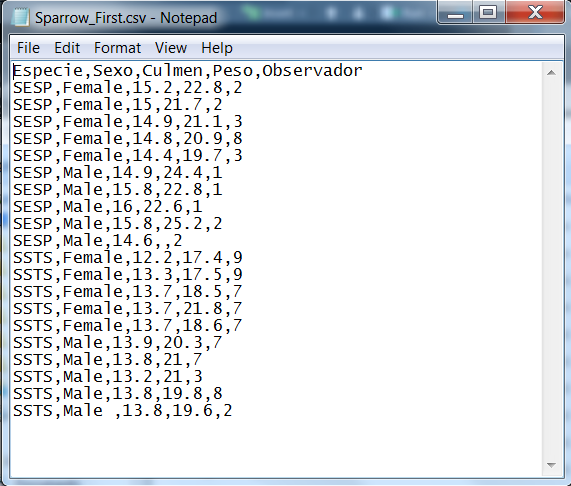 Sparrow_First.csv - Notepad
File Edit Format View Help
Especie,Sexo,Culmen,Peso,Observador
SESP,Female,15.2,22.8,2
SESP,Female,15,21.7,2
SESP,Female,14.9,21.1,3
SESP,Female,14.8,20.9,8
SESP,Female,14.4,19.7,3
SESP,Male,14.9,24.4,1
SESP,Male,15.8,22.8,1
SESP,Male,16,22.6,1
SESP,Male,15.8,25.2,2
SESP,Male,14.6,,2
SSTS,Female,12.2,17.4,9
SSTS,Female,13.3,17.5,9
SSTS,Female,13.7,18.5,7
SSTS,Female,13.7,21.8,7
SSTS,Female,13.7,18.6,7
SSTS,Male,13.9,20.3,7
SSTS,Male,13.8,21,7
SSTS,Male,13.2,21,3
SSTS,Male,13.8,19.8,8
SSTS,Male ,13.8,19.6,2